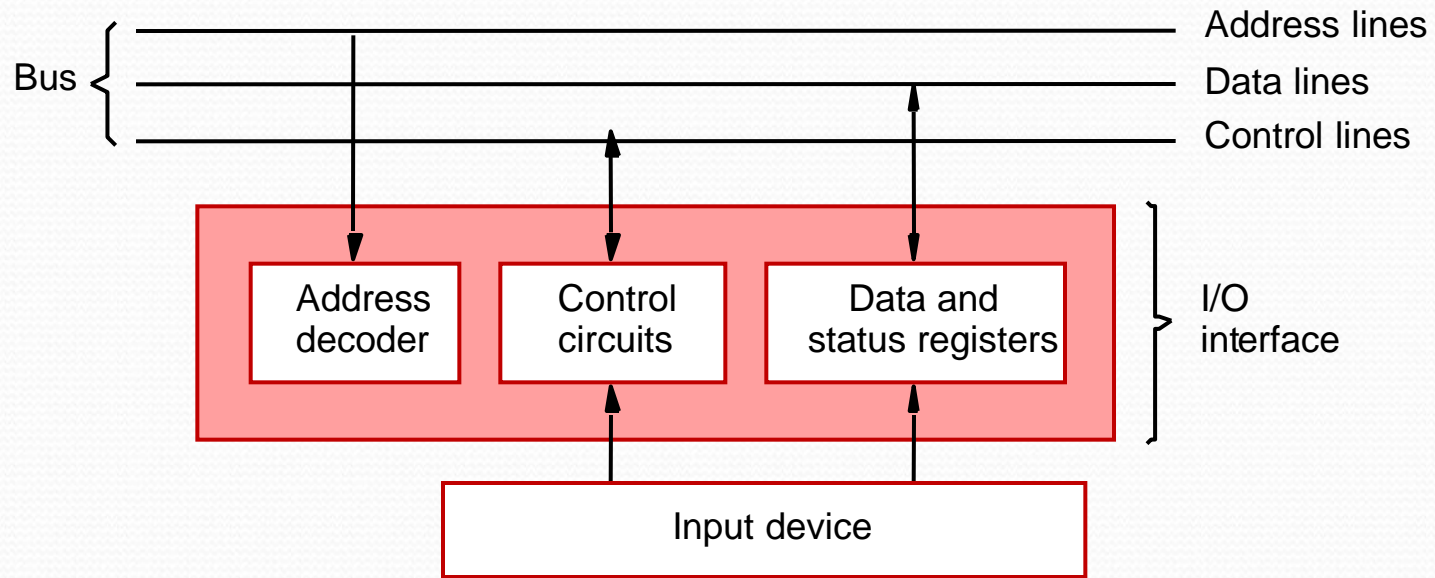 Address lines
Bus
Data lines
Control lines
Address
decoder
Control
circuits
Data and
status registers
I/O
interface
Input device